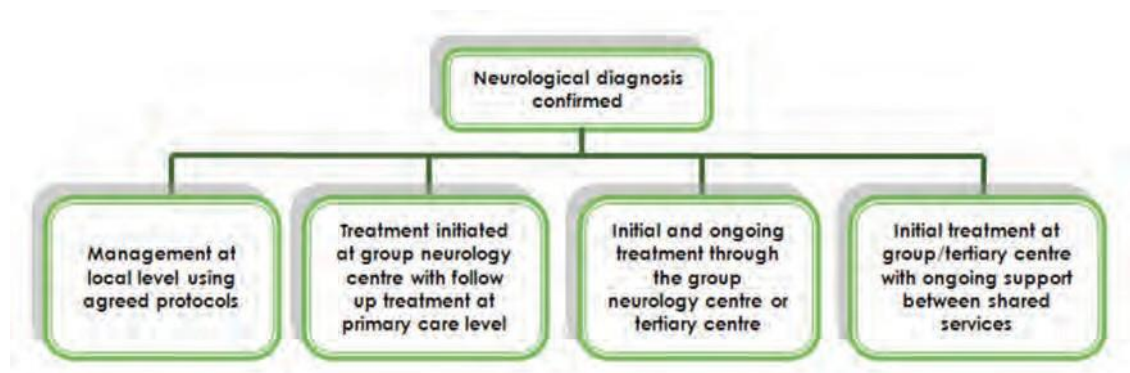 Neurological diagnosis
confirmed
Management at
local level using
agreed protocols
Treatment initiated
at group neurology
centre with follow
up treatment at
primary care level
Initial and ongoing
treatment through
the group
neurology centre or
tertiary centre
Initial treatment at
group/tertiary centre
with ongoing support
between shared
services